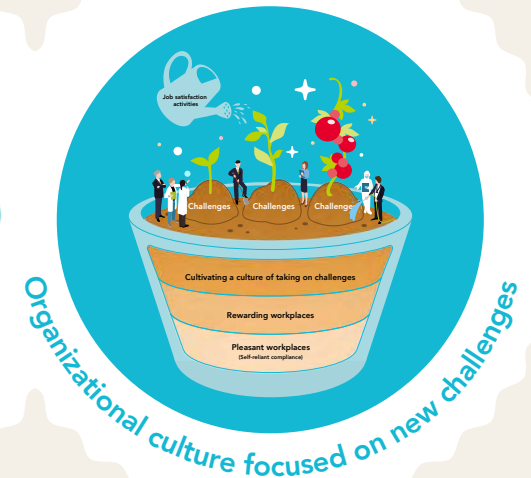 Job satisfaction
activities
Challenges
Challenges
Challenges
Cultivating a culture of taking on challenges
Rewarding workplaces
Pleasant workplaces
(Self-reliant compliance)
Organizational culture focused on new challenges